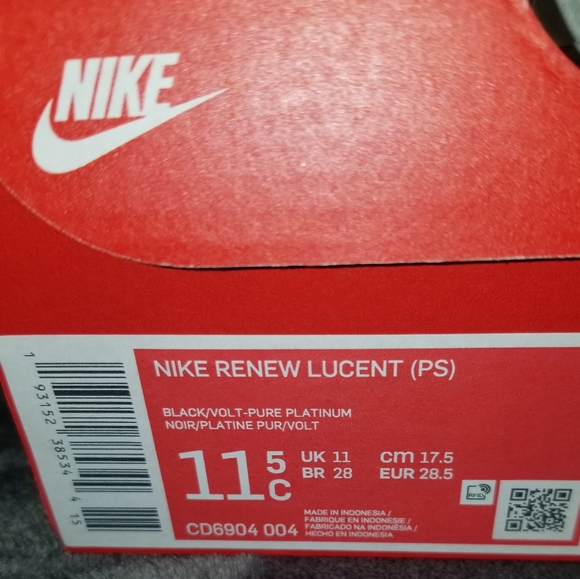 NIKE
NIKE RENEW LUCENT (PS)
BLACK/VOLT-PURE PLATINUM
NOIR/PLATINE PUR/VOLT
11 5 C
UK 11 cm 17.5
BR 28 EUR 28.5
CD6904 004
MADE IN INDONESIA /
FABRIQUE EN INDONESIE /
FABRICADO NA INDONÉSIA /
HECHO EN INDONESIA
RFID
1 93152 38534 4 15